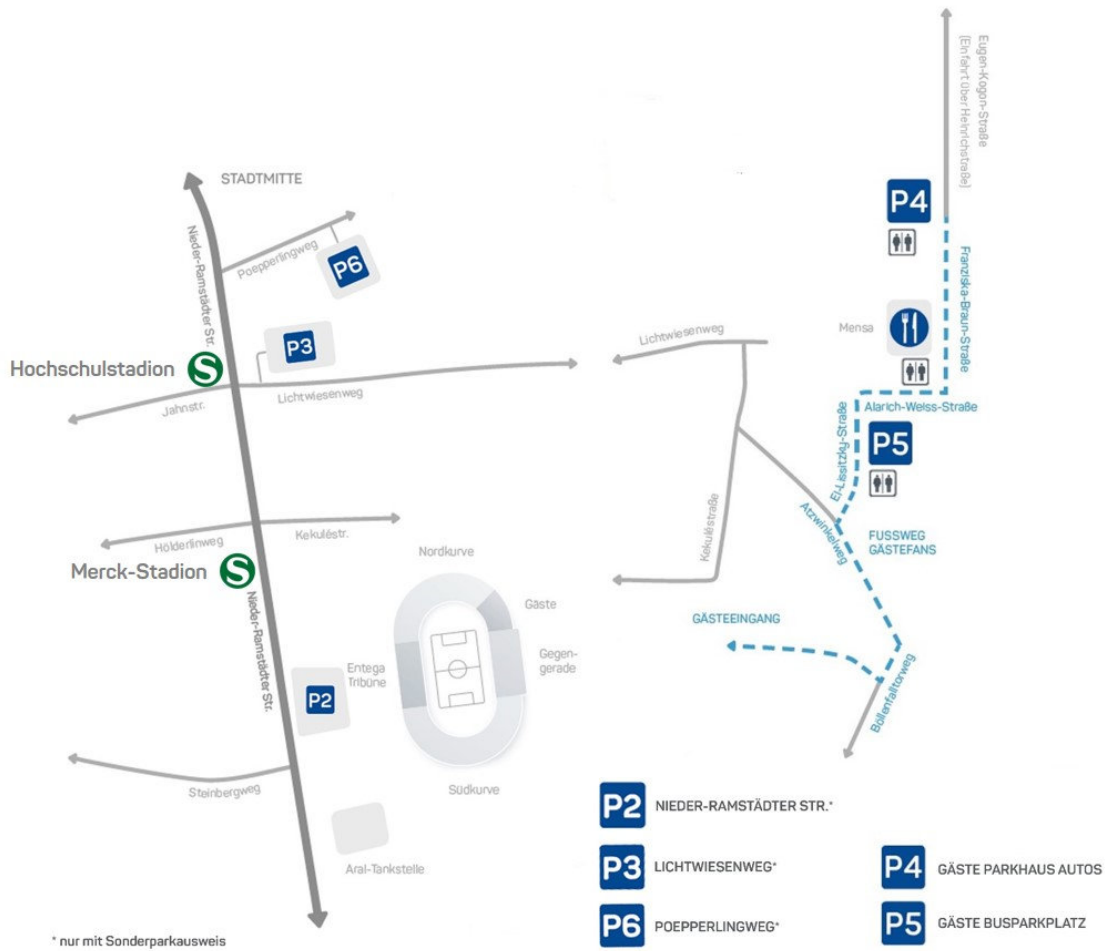 Eugen-Kogon-Straße
(Einfahrt über Heinrichstraße)
STADTMITTE
P4
Nieder-Ramstädter Str.
Poepperlingweg
P6
Franziska-Braun-Straße
Mensa
Lichtwiesenweg
P3
Hochschulstadion
S
Jahnstr.
Lichtwiesenweg
Alarich-Weiss-Straße
El-Lissitzky-Straße
P5
Kekuléstraße
Atzwinkelweg
FUSSWEG
GÄSTEFANS
Hölderlinweg
Kekuléstr.
Merck-Stadion
S
Nordkurve
Nieder-Ramstädter Str.
Gäste
GÄSTEEINGANG
Gegen-
gerade
Entega
Tribüne
P2
Böllenfalltorweg
Steinbergweg
Südkurve
Aral-Tankstelle
P2 NIEDER-RAMSTÄDTER STR.*
P3 LICHTWIESENWEG*
P4 GÄSTE PARKHAUS AUTOS
P6 POEPPERLINGWEG*
P5 GÄSTE BUSPARKPLATZ
* nur mit Sonderparkausweis